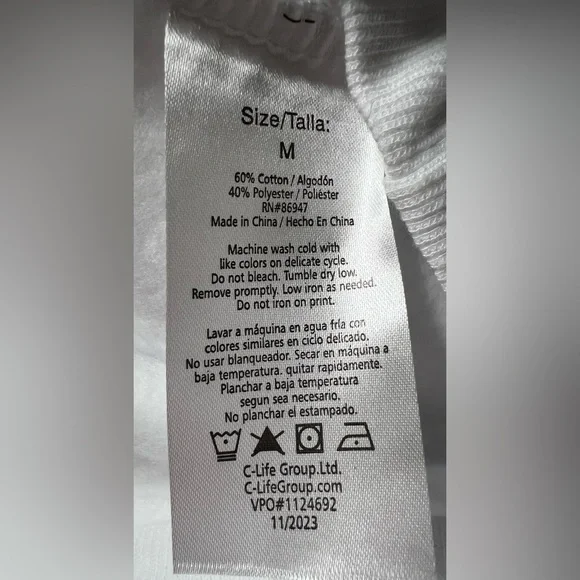 Size/Talla:
M
60% Cotton / Algodón
40% Polyester / Poliéster
RN#86947
Made in China / Hecho En China
Machine wash cold with
like colors on delicate cycle.
Do not bleach. Tumble dry low.
Remove promptly. Low iron as needed.
Do not iron on print.
Lavar a máquina en agua fría con
colores similares en ciclo delicado.
No usar blanqueador. Secar en máquina a
baja temperatura. quitar rapidamente.
Planchar a baja temperatura
segun sea necesario.
No planchar el estampado.
C-Life Group.Ltd.
C-LifeGroup.com
VPO#1124692
11/2023